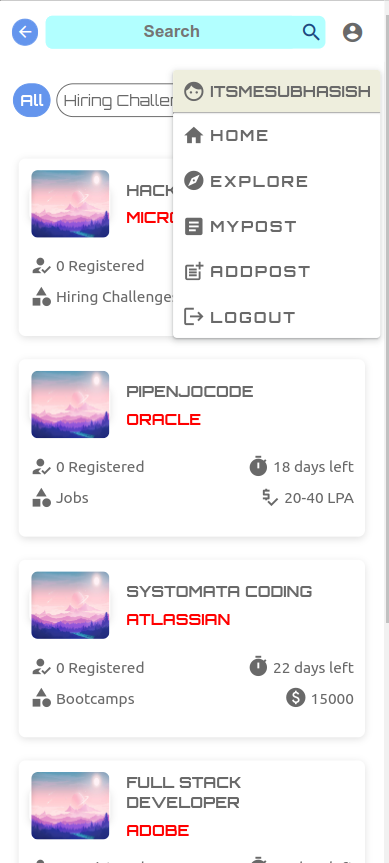 Search
All
Hiring Challen
ITSMESUBHASISH
HOME
EXPLORE
MYPOST
ADDPOST
LOGOUT
HACK
MICRO
0 Registered
Hiring Challenges
PIPENJOCODE
ORACLE
0 Registered
18 days left
Jobs
20-40 LPA
SYSTOMATA CODING
ATLASSIAN
0 Registered
22 days left
Bootcamps
15000
FULL STACK
DEVELOPER
ADOBE